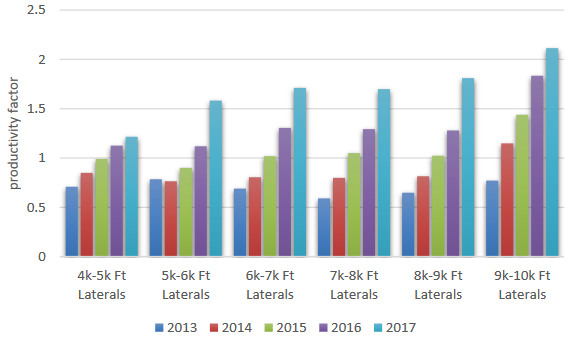 2.5
2
1.5
1
0.5
0
productivity factor
4k-5k Ft Laterals
5k-6k Ft Laterals
6k-7k Ft Laterals
7k-8k Ft Laterals
8k-9k Ft Laterals
9k-10k Ft Laterals
2013 2014 2015 2016 2017